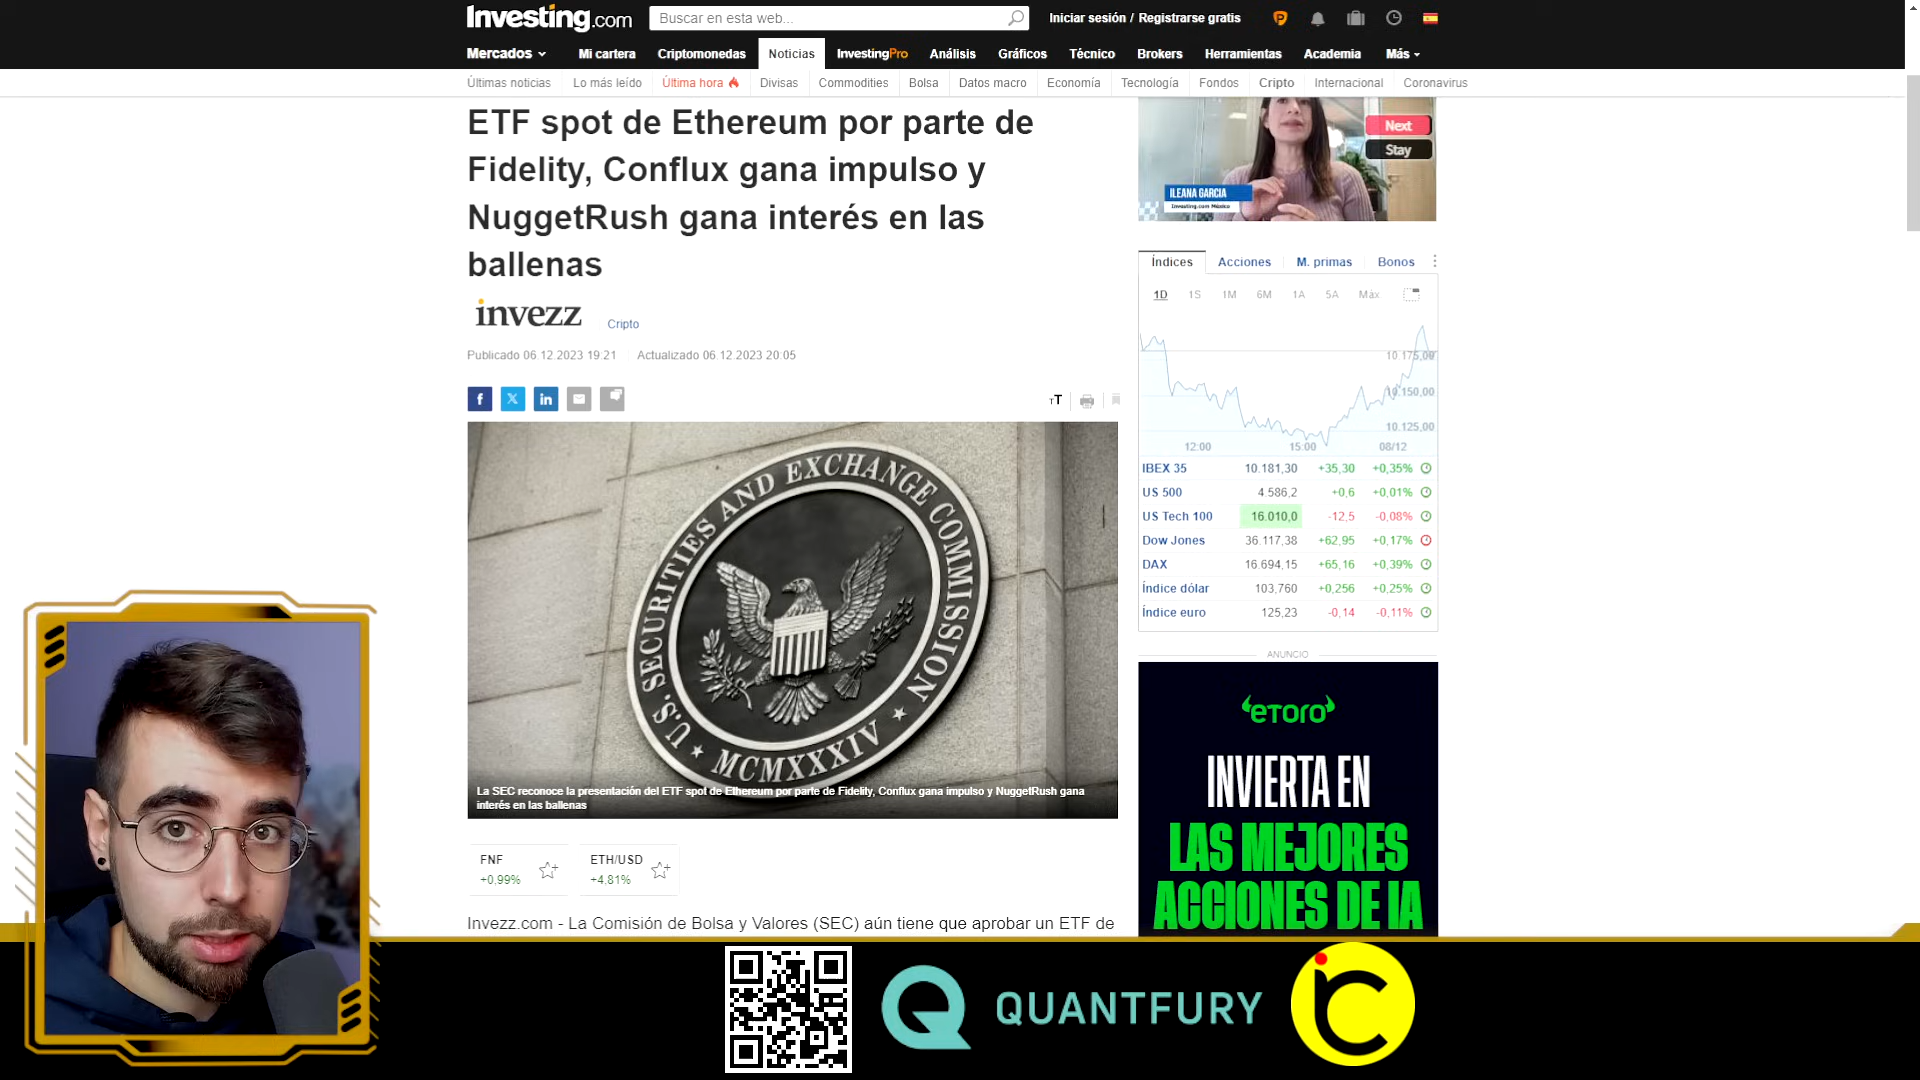 Investing.com
Buscar en esta web...
Iniciar sesión / Registrarse gratis
Mercados
Mi cartera
Criptomonedas
Noticias
InvestingPro
Análisis
Gráficos
Técnico
Brokers
Herramientas
Academia
Más
Últimas noticias
Lo más leído
Última hora
Divisas
Commodities
Bolsa
Datos macro
Economía
Tecnología
Fondos
Cripto
Internacional
Coronavirus
ETF spot de Ethereum por parte de
Fidelity, Conflux gana impulso y
NuggetRush gana interés en las
ballenas
invezz
Cripto
Publicado 06.12.2023 19:21
Actualizado 06.12.2023 20:05
U.S. SECURITIES AND EXCHANGE COMMISSION
MCMXXXIV
La SEC reconoce la presentación del ETF spot de Ethereum por parte de Fidelity, Conflux gana impulso y NuggetRush gana
interés en las ballenas
FNF
+0,99%
ETH/USD
+4,81%
Invezz.com - La Comisión de Bolsa y Valores (SEC) aún tiene que aprobar un ETF de
Next
Stay
ILEANA GARCIA
Investing.com México
Índices
Acciones
M. primas
Bonos
1D 1S 1M 6M 1A 5A Máx
10.175,00
10.150,00
10.125,00
12:00 15:00 08/12
IBEX 35 10.181,30 +35,30 +0,35%
US 500 4.586,2 +0,6 +0,01%
US Tech 100 16.010,0 -12,5 -0,08%
Dow Jones 36.117,38 +62,95 +0,17%
DAX 16.694,15 +65,16 +0,39%
Índice dólar 103,760 +0,256 +0,25%
Índice euro 125,23 -0,14 -0,11%
ANUNCIO
eToro
INVIERTA EN
LAS MEJORES
ACCIONES DE IA
QUANTFURY